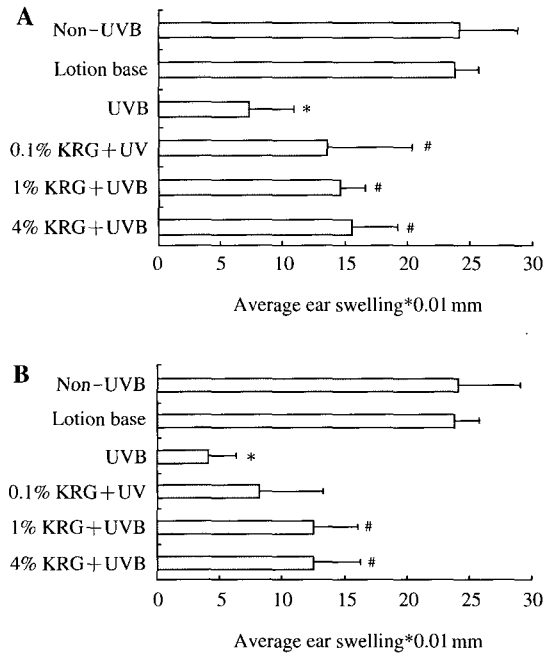 A
Non-UVB
Lotion base
UVB
*
0.1% KRG+UV
#
1% KRG+UVB
#
4% KRG+UVB
#
0 5 10 15 20 25 30
Average ear swelling*0.01 mm
B
Non-UVB
Lotion base
UVB
*
0.1% KRG+UV
1% KRG+UVB
#
4% KRG+UVB
#
0 5 10 15 20 25 30
Average ear swelling*0.01 mm